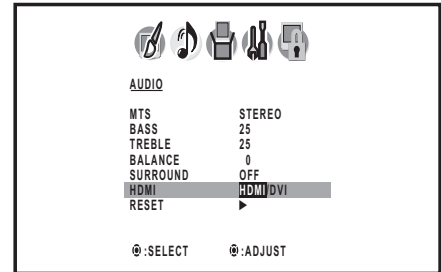 AUDIO
MTS STEREO
BASS 25
TREBLE 25
BALANCE 0
SURROUND OFF
HDMI HDMI/DVI
RESET
:SELECT :ADJUST